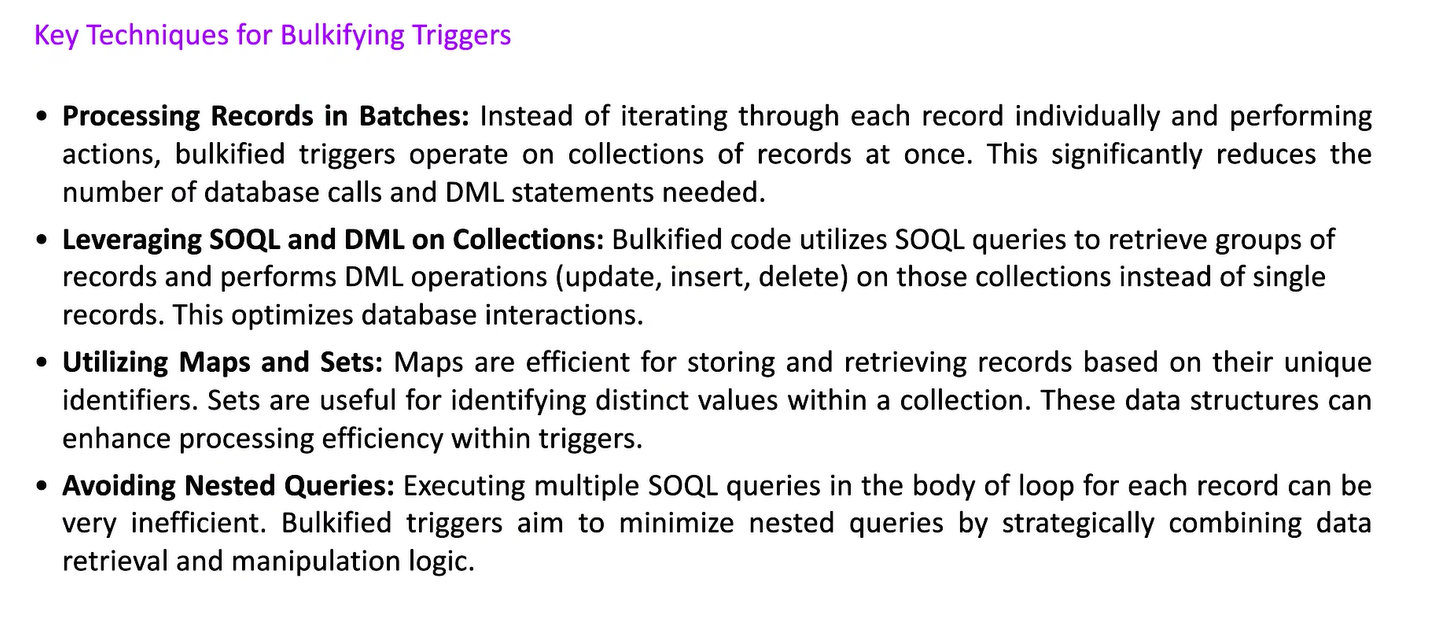 Key Techniques for Bulkifying Triggers
• Processing Records in Batches: Instead of iterating through each record individually and performing
actions, bulkified triggers operate on collections of records at once. This significantly reduces the
number of database calls and DML statements needed.
• Leveraging SOQL and DML on Collections: Bulkified code utilizes SOQL queries to retrieve groups of
records and performs DML operations (update, insert, delete) on those collections instead of single
records. This optimizes database interactions.
• Utilizing Maps and Sets: Maps are efficient for storing and retrieving records based on their unique
identifiers. Sets are useful for identifying distinct values within a collection. These data structures can
enhance processing efficiency within triggers.
• Avoiding Nested Queries: Executing multiple SOQL queries in the body of loop for each record can be
very inefficient. Bulkified triggers aim to minimize nested queries by strategically combining data
retrieval and manipulation logic.